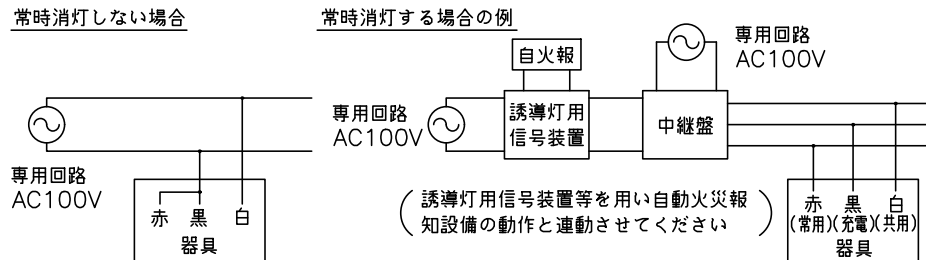 常時消灯しない場合
専用回路
AC100V
赤 黒 白
器具
常時消灯する場合の例
自火報
専用回路
AC100V
誘導灯用
信号装置
中継盤
専用回路
AC100V
(誘導灯用信号装置等を用い自動火災報
知設備の動作と連動させてください)
赤 黒 白
(常用)(充電)(共用)
器具